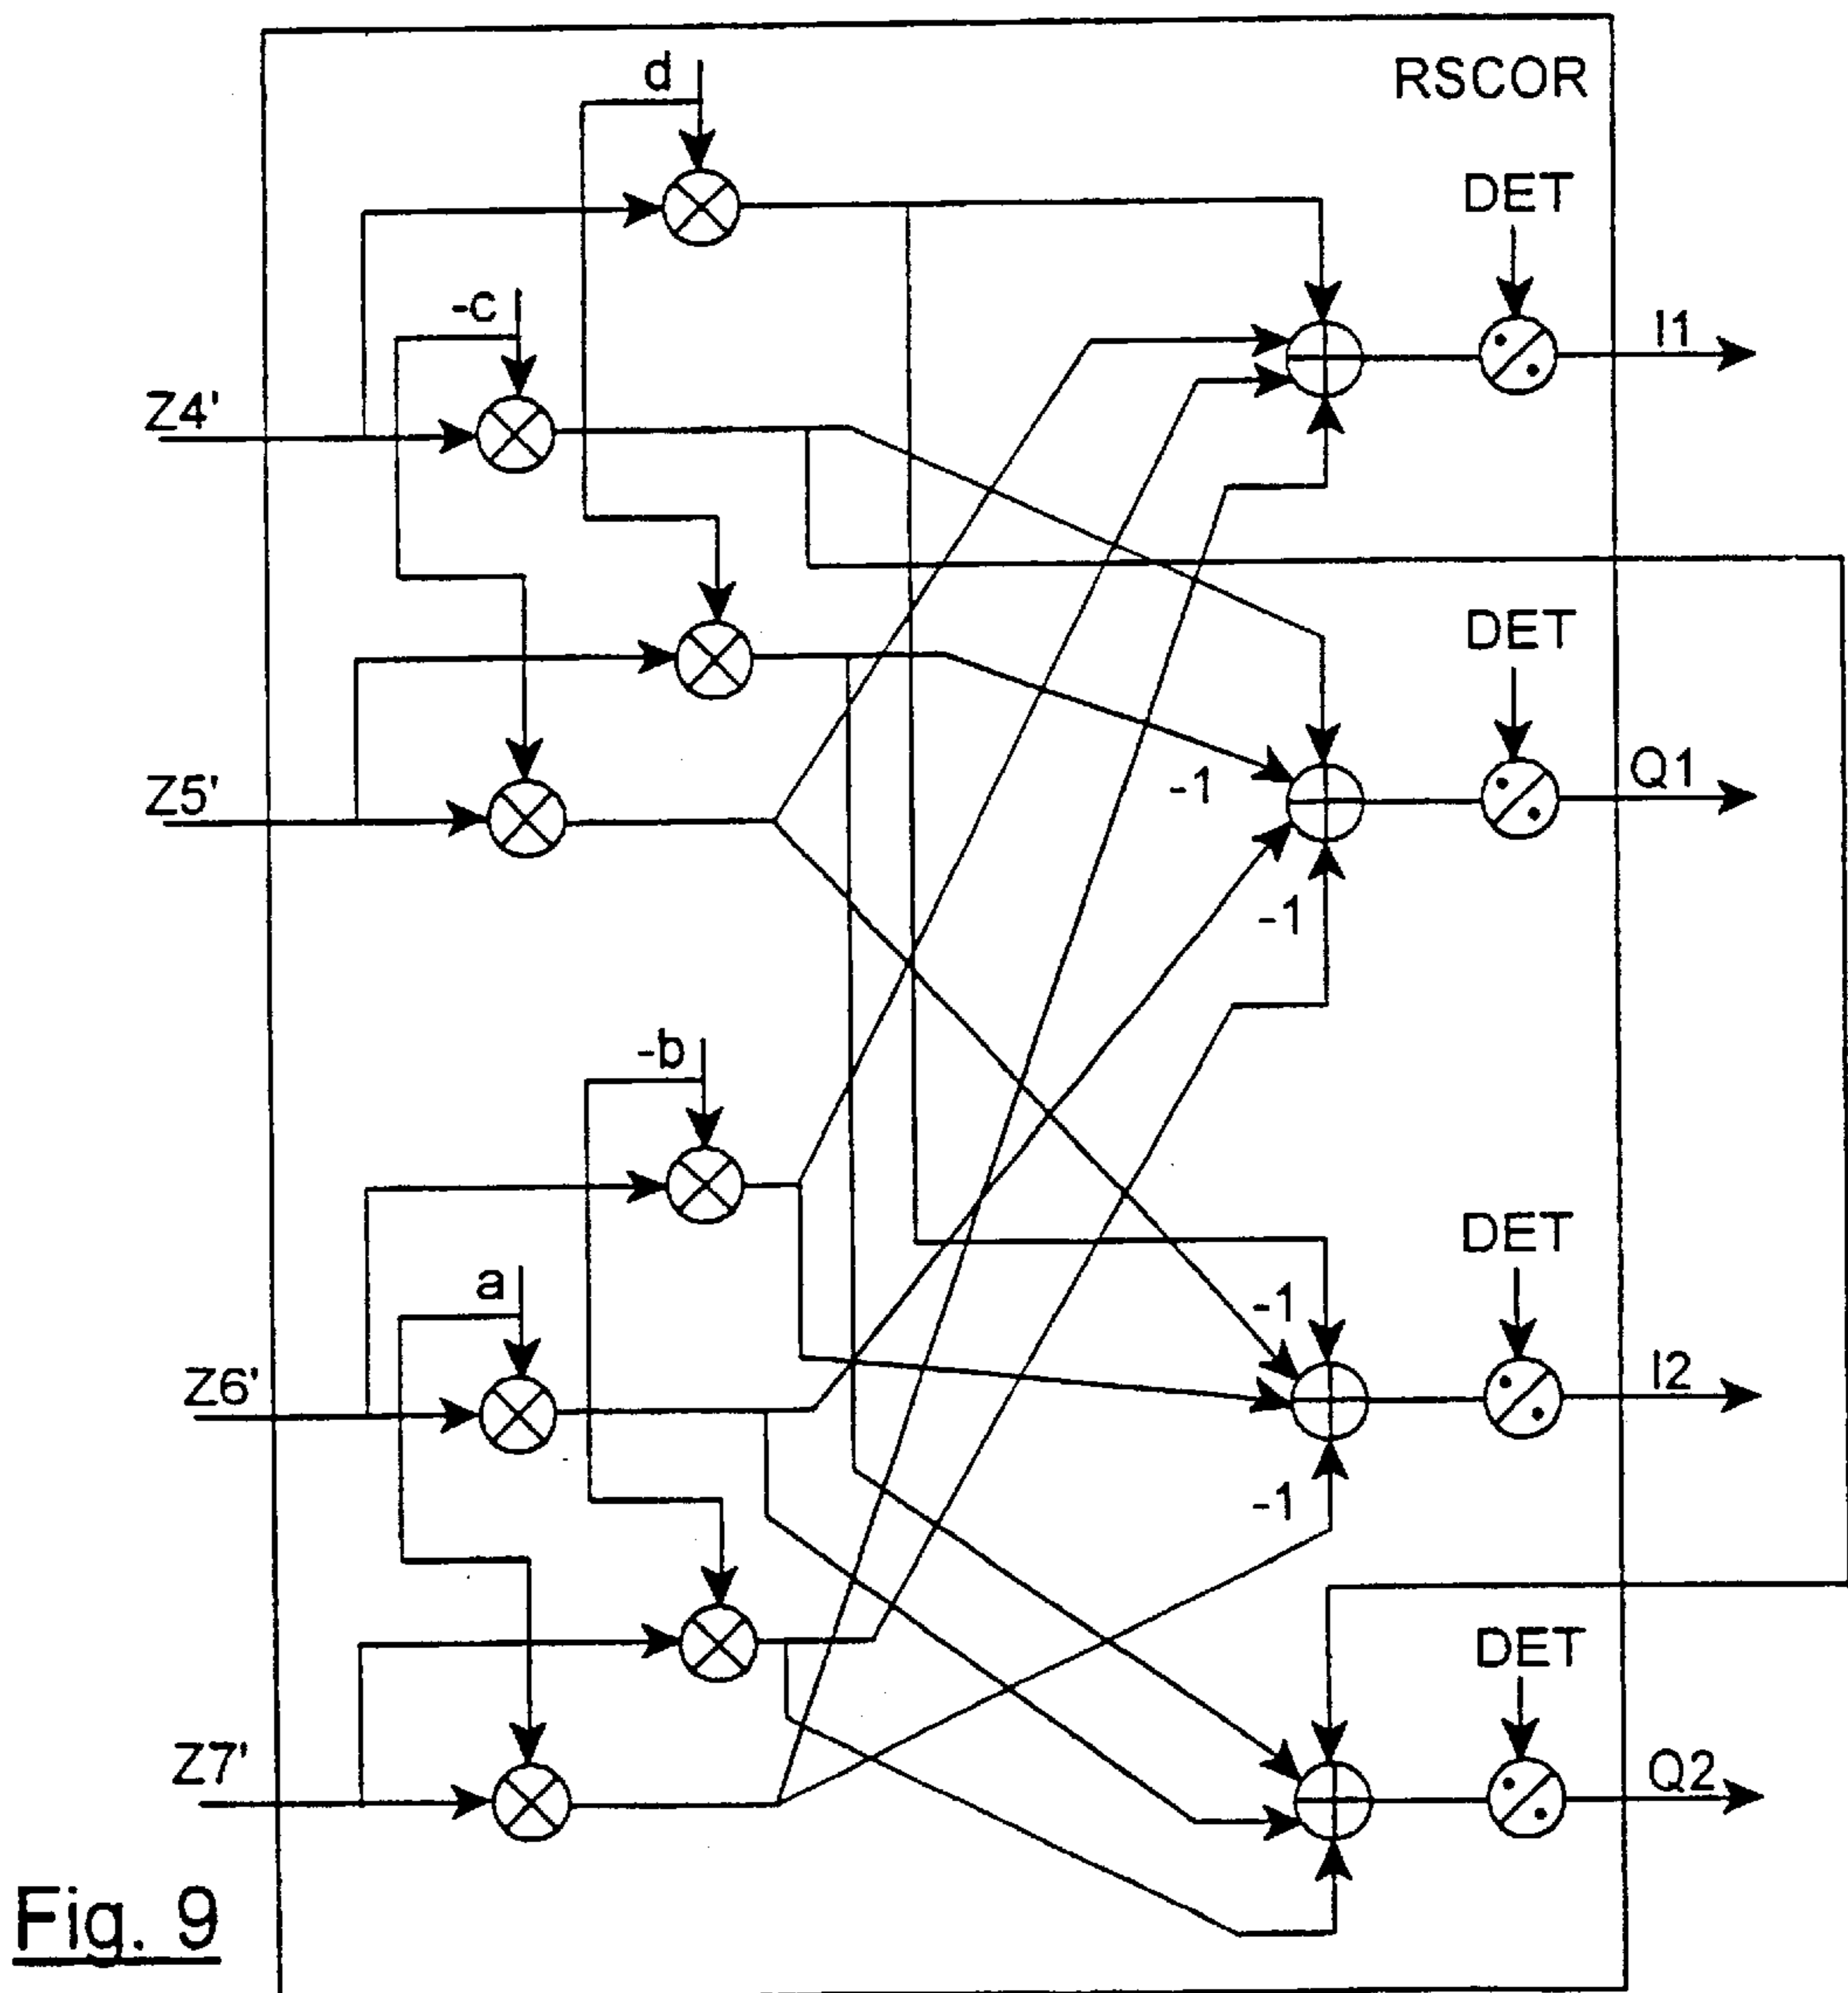 d
RSCOR
DET
-c
I1
Z4'
DET
Q1
-1
Z5'
-1
-b
DET
a
-1
I2
Z6'
-1
DET
Z7'
Q2
Fig. 9